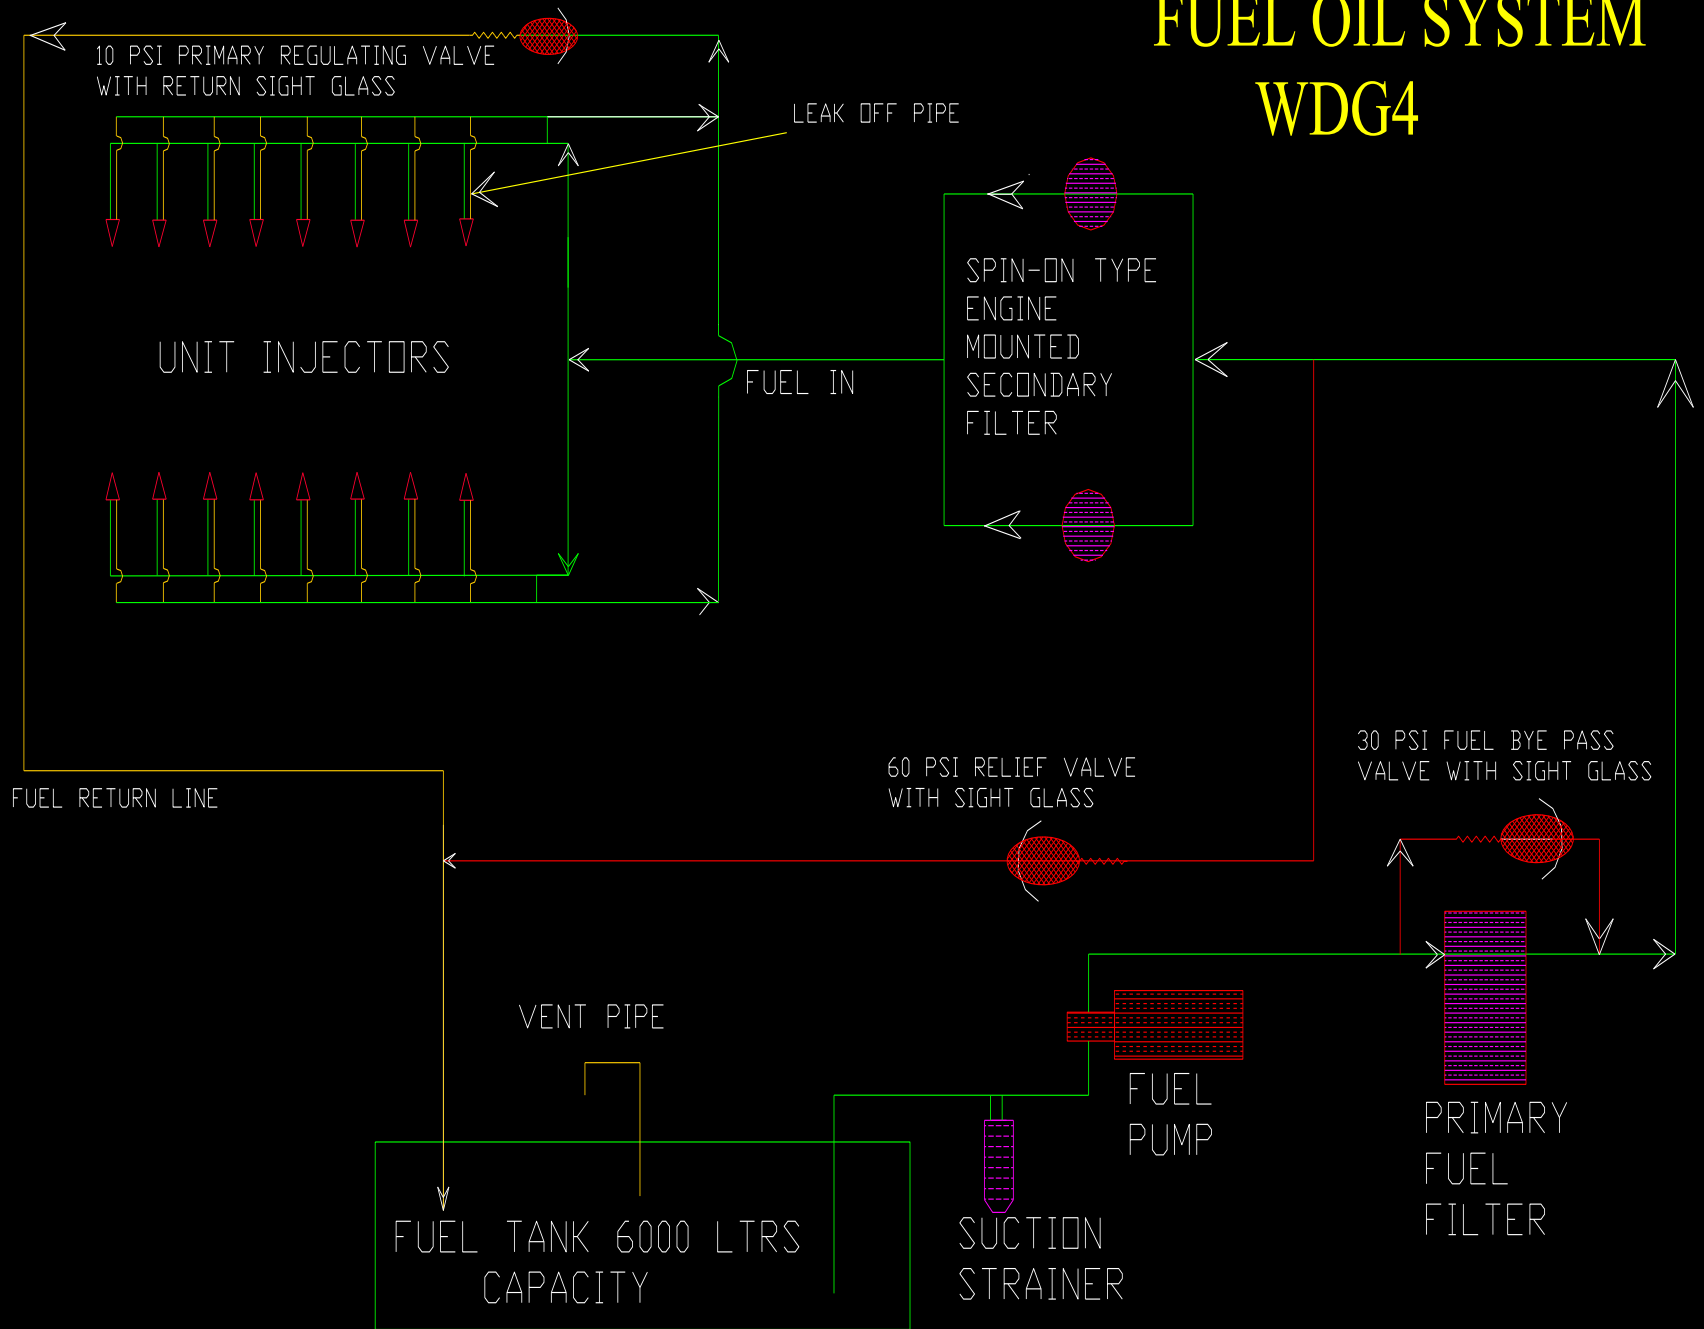 FUEL OIL SYSTEM
WDG4
10 PSI PRIMARY REGULATING VALVE
WITH RETURN SIGHT GLASS
LEAK OFF PIPE
SPIN-ON TYPE
ENGINE
MOUNTED
SECONDARY
FILTER
UNIT INJECTORS
FUEL IN
30 PSI FUEL BYE PASS
VALVE WITH SIGHT GLASS
60 PSI RELIEF VALVE
WITH SIGHT GLASS
FUEL RETURN LINE
VENT PIPE
FUEL
PUMP
PRIMARY
FUEL
FILTER
FUEL TANK 6000 LTRS
CAPACITY
SUCTION
STRAINER